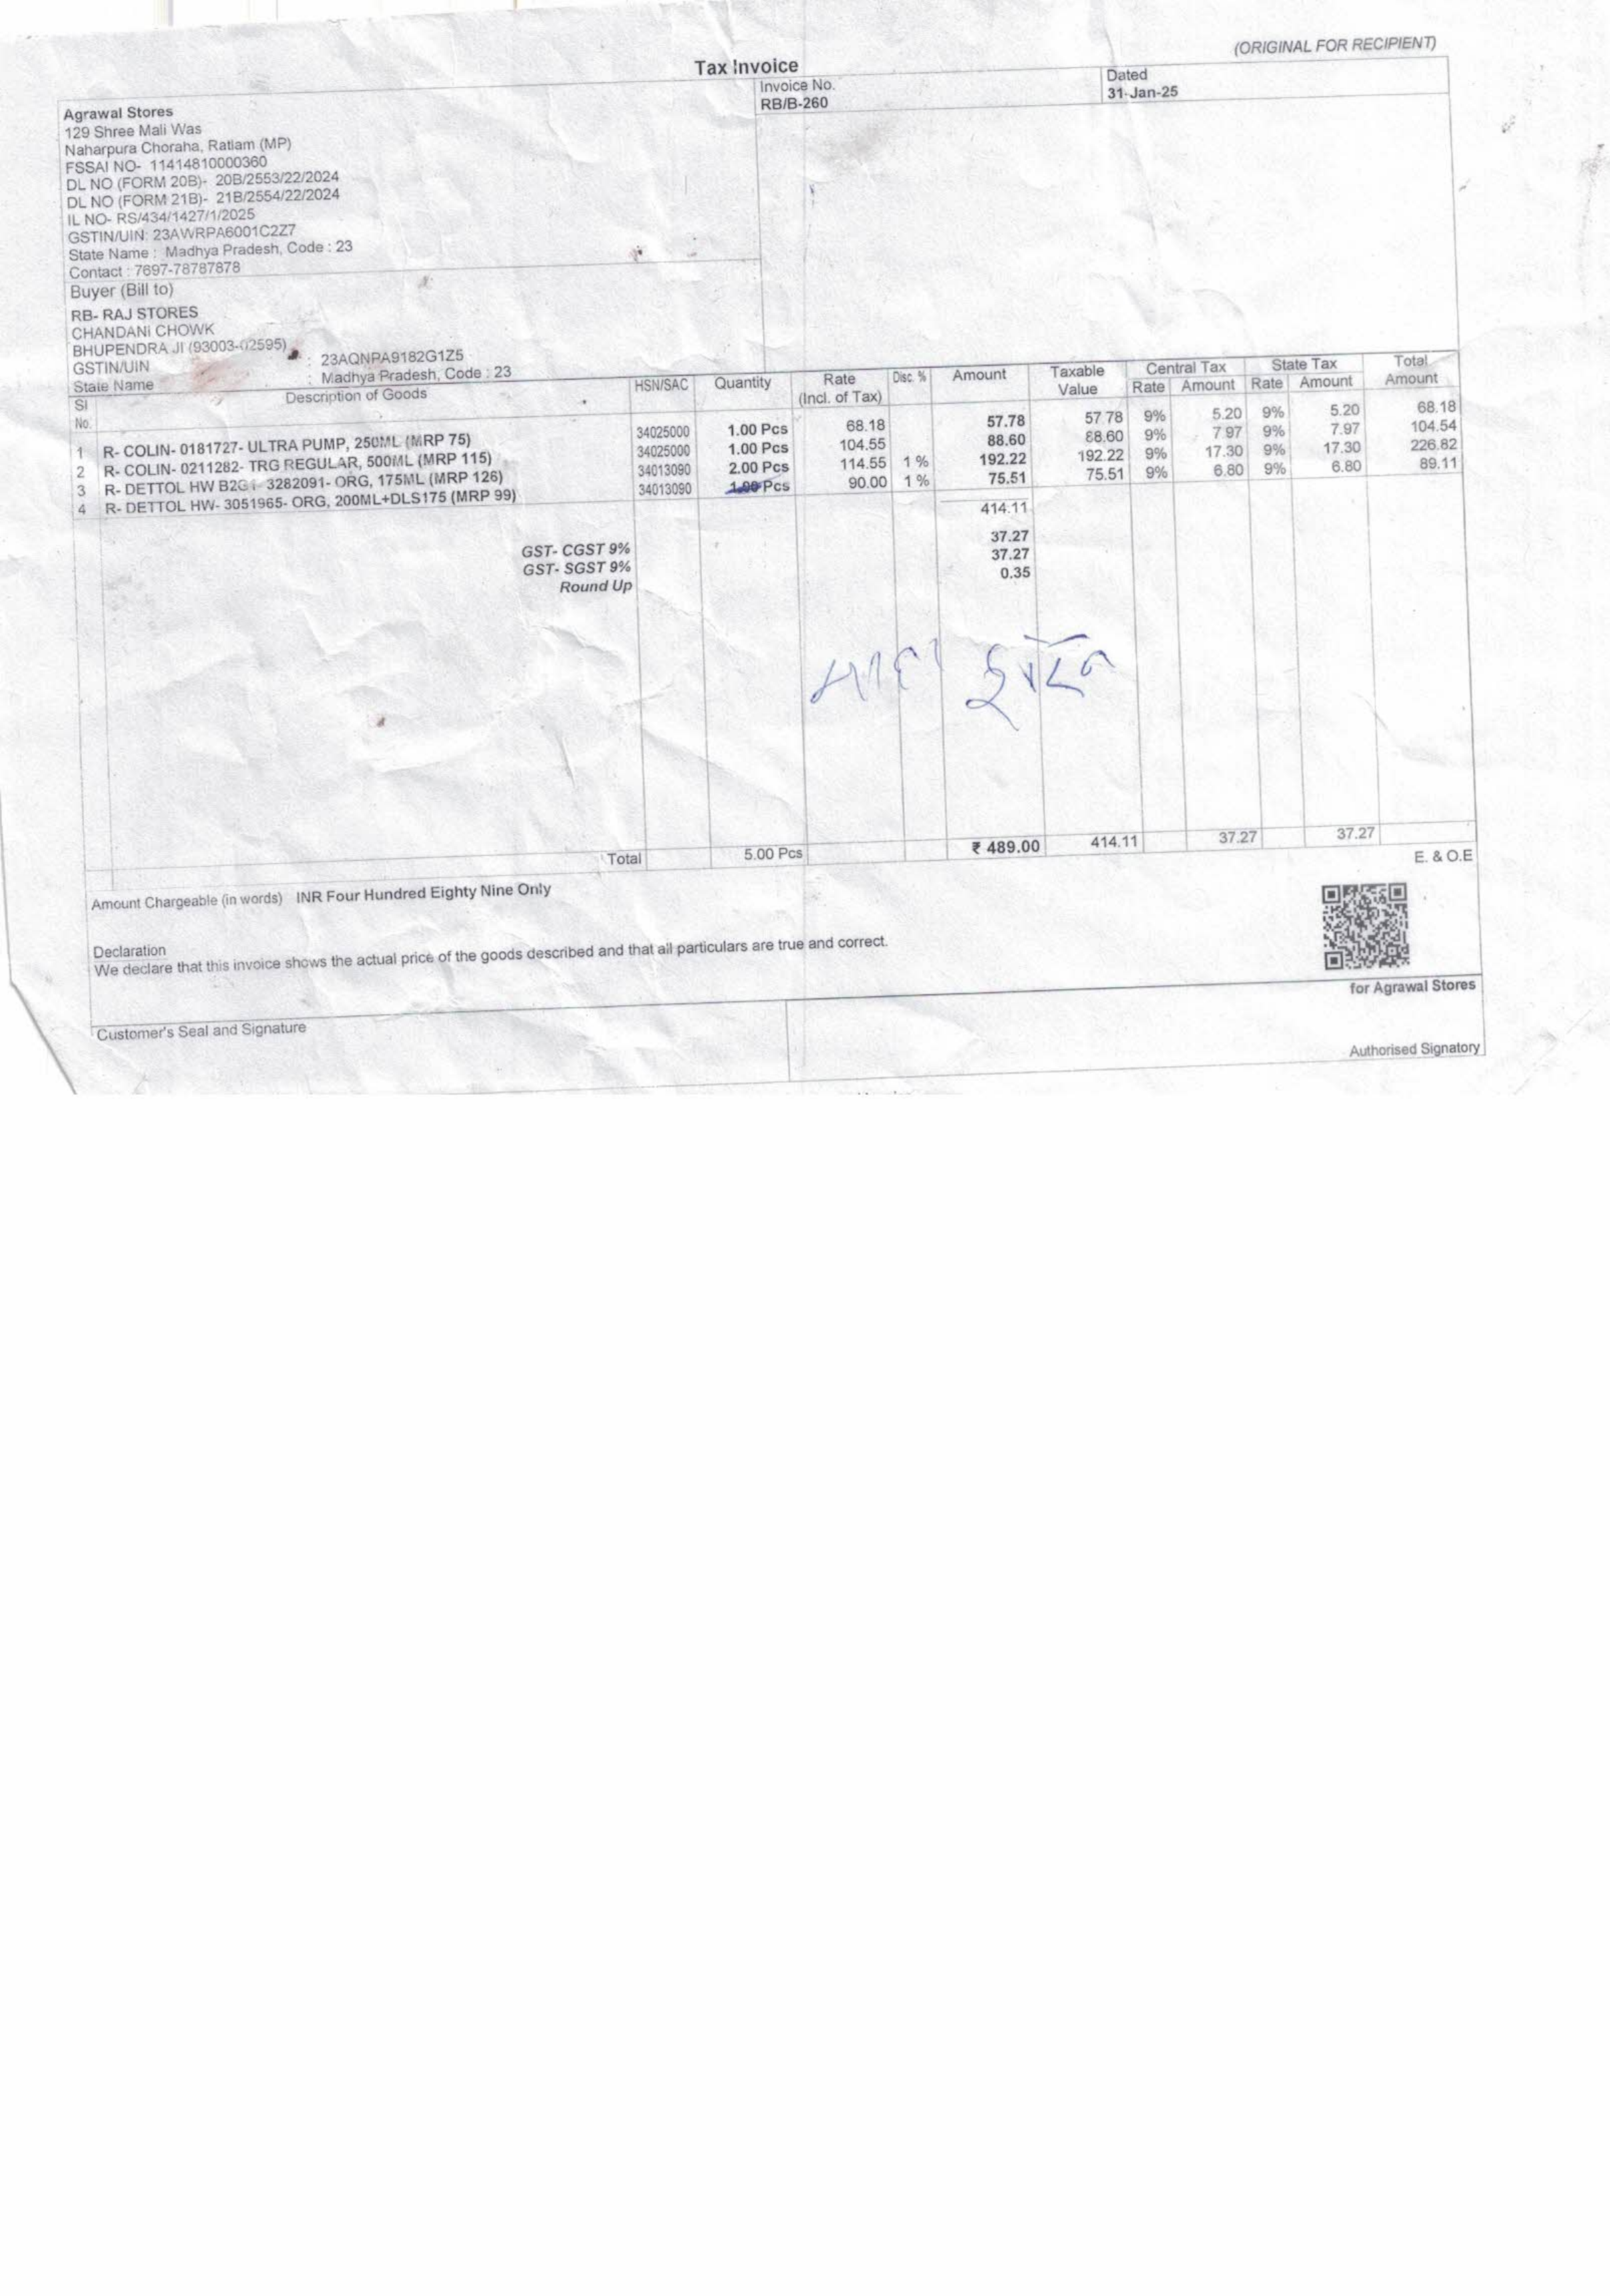 (ORIGINAL FOR RECIPIENT)
Tax Invoice
Invoice No.
RB/B-260
Dated
31-Jan-25
Agrawal Stores
129 Shree Mali Was
Naharpura Choraha, Ratlam (MP)
FSSAI NO- 11414810000360
DL NO (FORM 20B)- 20B/2553/22/2024
DL NO (FORM 21B)- 21B/2554/22/2024
IL NO- RS/434/1427/1/2025
GSTIN/UIN: 23AWRPA6001C2Z7
State Name : Madhya Pradesh, Code : 23
Contact : 7697-78787878
Buyer (Bill to)
RB- RAJ STORES
CHANDANI CHOWK
BHUPENDRA JI (93003-02595)
GSTIN/UIN : 23AQNPA9182G1Z5
State Name : Madhya Pradesh, Code : 23
Sl No. Description of Goods HSN/SAC Quantity Rate (Incl. of Tax) Disc. % Amount Taxable Value Central Tax Rate Amount State Tax Rate Amount Total Amount
1 R- COLIN- 0181727- ULTRA PUMP, 250ML (MRP 75) 34025000 1.00 Pcs 68.18 57.78 57.78 9% 5.20 9% 5.20 68.18
2 R- COLIN- 0211282- TRG REGULAR, 500ML (MRP 115) 34025000 1.00 Pcs 104.55 88.60 88.60 9% 7.97 9% 7.97 104.54
3 R- DETTOL HW B2G1- 3282091- ORG, 175ML (MRP 126) 34013090 2.00 Pcs 114.55 1 % 192.22 192.22 9% 17.30 9% 17.30 226.82
4 R- DETTOL HW- 3051965- ORG, 200ML+DLS175 (MRP 99) 34013090 1.00 Pcs 90.00 1 % 75.51 75.51 9% 6.80 9% 6.80 89.11
414.11
GST- CGST 9% 37.27
GST- SGST 9% 37.27
Round Up 0.35
Total 5.00 Pcs ₹ 489.00 414.11 37.27 37.27
E. & O.E
Amount Chargeable (in words) INR Four Hundred Eighty Nine Only
Declaration
We declare that this invoice shows the actual price of the goods described and that all particulars are true and correct.
for Agrawal Stores
Customer's Seal and Signature
Authorised Signatory